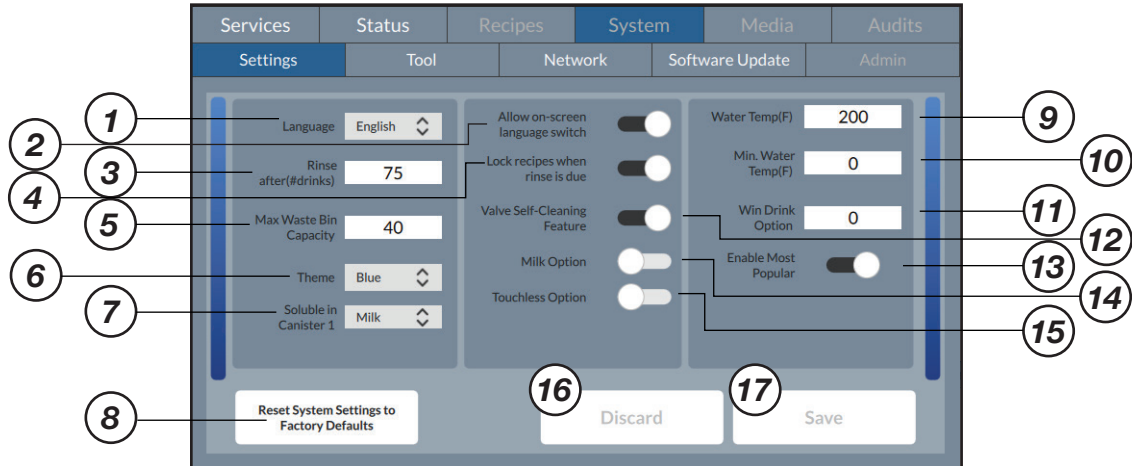 Services Status Recipes System Media Audits
Settings Tool Network Software Update Admin
1
2
3
4
5
6
7
8
Language English
Rinse
after(#drinks) 75
Max Waste Bin
Capacity 40
Theme Blue
Soluble in
Canister 1 Milk
Allow on-screen
language switch
Lock recipes when
rinse is due
Valve Self-Cleaning
Feature
Milk Option
Touchless Option
Water Temp(F) 200
Min. Water
Temp(F) 0
Win Drink
Option 0
Enable Most
Popular
9
10
11
12
13
14
15
Reset System Settings to
Factory Defaults
16
Discard
17
Save